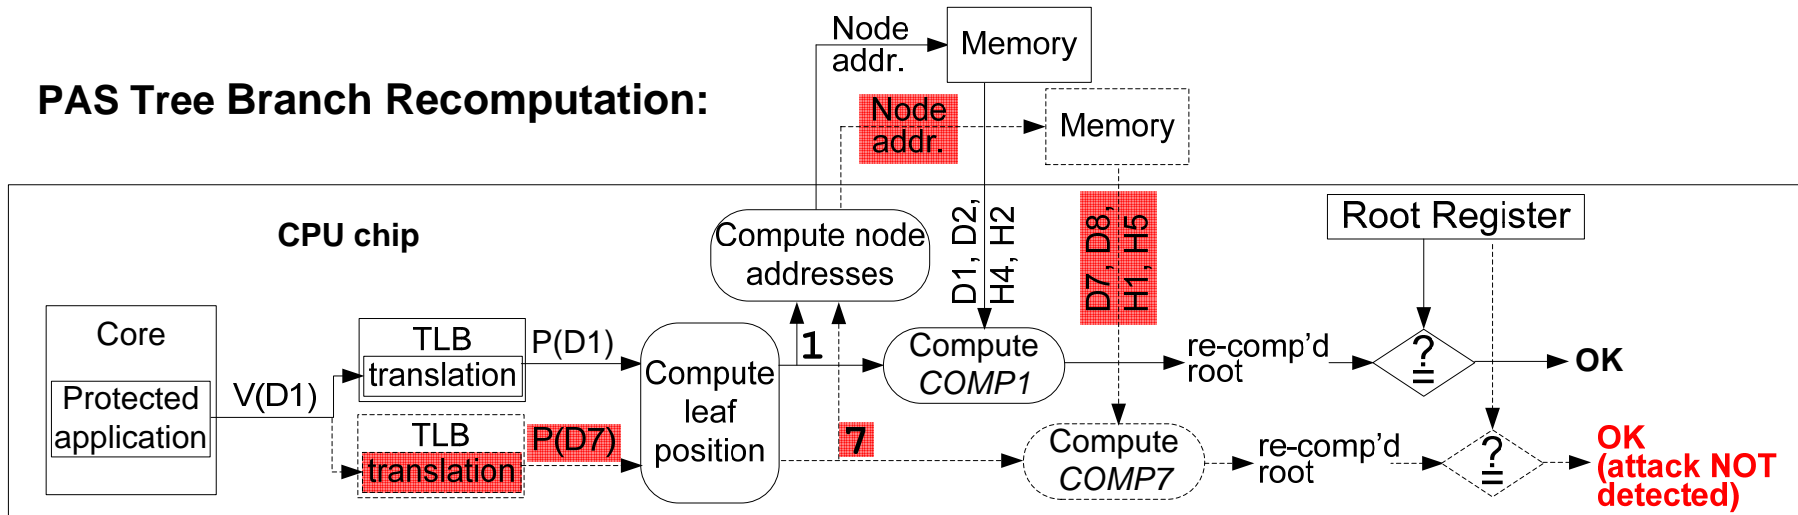 Node
addr.
Memory
PAS Tree Branch Recomputation:
Node
addr.
Memory
CPU chip
Compute node
addresses
D1, D2,
H4, H2
D7, D8,
H1, H5
Root Register
Core
Protected
application
V(D1)
TLB
translation
P(D1)
TLB
translation
P(D7)
Compute
leaf
position
1
7
Compute
COMP1
re-comp'd
root
?
=
OK
Compute
COMP7
re-comp'd
root
?
=
OK
(attack NOT
detected)